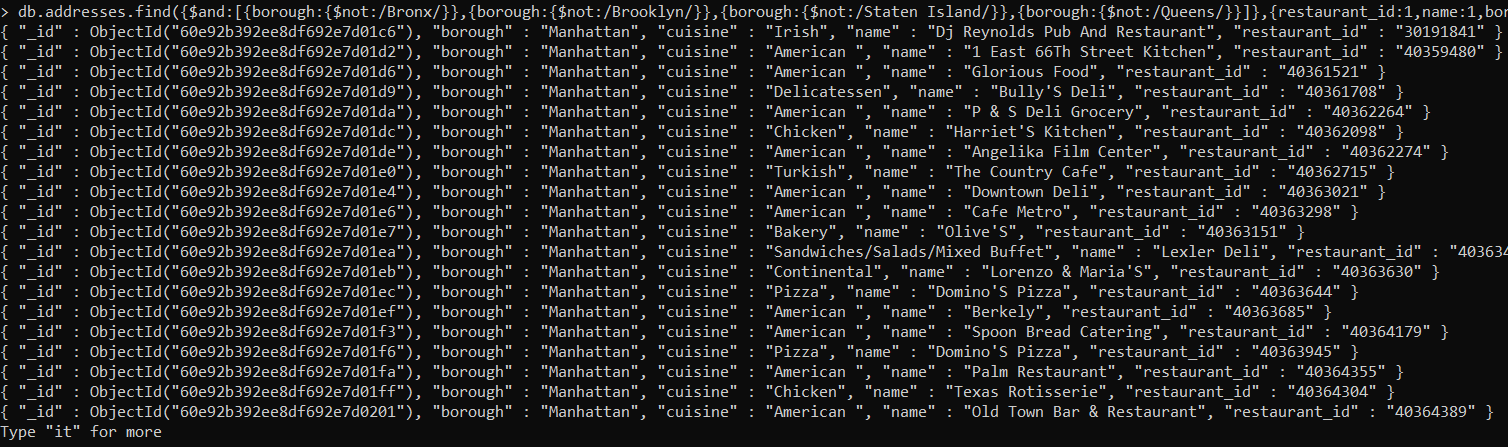 > db.addresses.find({$and:[{borough:{$not:/Bronx/}},{borough:{$not:/Brooklyn/}},{borough:{$not:/Staten Island/}},{borough:{$not:/Queens/}}]},{restaurant_id:1,name:1,bor
{ "_id" : ObjectId("60e92b392ee8df692e7d01c6"), "borough" : "Manhattan", "cuisine" : "Irish", "name" : "Dj Reynolds Pub And Restaurant", "restaurant_id" : "30191841" }
{ "_id" : ObjectId("60e92b392ee8df692e7d01d2"), "borough" : "Manhattan", "cuisine" : "American ", "name" : "1 East 66Th Street Kitchen", "restaurant_id" : "40359480" }
{ "_id" : ObjectId("60e92b392ee8df692e7d01d6"), "borough" : "Manhattan", "cuisine" : "American ", "name" : "Glorious Food", "restaurant_id" : "40361521" }
{ "_id" : ObjectId("60e92b392ee8df692e7d01d9"), "borough" : "Manhattan", "cuisine" : "Delicatessen", "name" : "Bully'S Deli", "restaurant_id" : "40361708" }
{ "_id" : ObjectId("60e92b392ee8df692e7d01da"), "borough" : "Manhattan", "cuisine" : "American ", "name" : "P & S Deli Grocery", "restaurant_id" : "40362264" }
{ "_id" : ObjectId("60e92b392ee8df692e7d01dc"), "borough" : "Manhattan", "cuisine" : "Chicken", "name" : "Harriet'S Kitchen", "restaurant_id" : "40362098" }
{ "_id" : ObjectId("60e92b392ee8df692e7d01de"), "borough" : "Manhattan", "cuisine" : "American ", "name" : "Angelika Film Center", "restaurant_id" : "40362274" }
{ "_id" : ObjectId("60e92b392ee8df692e7d01e0"), "borough" : "Manhattan", "cuisine" : "Turkish", "name" : "The Country Cafe", "restaurant_id" : "40362715" }
{ "_id" : ObjectId("60e92b392ee8df692e7d01e4"), "borough" : "Manhattan", "cuisine" : "American ", "name" : "Downtown Deli", "restaurant_id" : "40363021" }
{ "_id" : ObjectId("60e92b392ee8df692e7d01e6"), "borough" : "Manhattan", "cuisine" : "American ", "name" : "Cafe Metro", "restaurant_id" : "40363298" }
{ "_id" : ObjectId("60e92b392ee8df692e7d01e7"), "borough" : "Manhattan", "cuisine" : "Bakery", "name" : "Olive'S", "restaurant_id" : "40363151" }
{ "_id" : ObjectId("60e92b392ee8df692e7d01ea"), "borough" : "Manhattan", "cuisine" : "Sandwiches/Salads/Mixed Buffet", "name" : "Lexler Deli", "restaurant_id" : "403634
{ "_id" : ObjectId("60e92b392ee8df692e7d01eb"), "borough" : "Manhattan", "cuisine" : "Continental", "name" : "Lorenzo & Maria'S", "restaurant_id" : "40363630" }
{ "_id" : ObjectId("60e92b392ee8df692e7d01ec"), "borough" : "Manhattan", "cuisine" : "Pizza", "name" : "Domino'S Pizza", "restaurant_id" : "40363644" }
{ "_id" : ObjectId("60e92b392ee8df692e7d01ef"), "borough" : "Manhattan", "cuisine" : "American ", "name" : "Berkely", "restaurant_id" : "40363685" }
{ "_id" : ObjectId("60e92b392ee8df692e7d01f3"), "borough" : "Manhattan", "cuisine" : "American ", "name" : "Spoon Bread Catering", "restaurant_id" : "40364179" }
{ "_id" : ObjectId("60e92b392ee8df692e7d01f6"), "borough" : "Manhattan", "cuisine" : "Pizza", "name" : "Domino'S Pizza", "restaurant_id" : "40363945" }
{ "_id" : ObjectId("60e92b392ee8df692e7d01fa"), "borough" : "Manhattan", "cuisine" : "American ", "name" : "Palm Restaurant", "restaurant_id" : "40364355" }
{ "_id" : ObjectId("60e92b392ee8df692e7d01ff"), "borough" : "Manhattan", "cuisine" : "Chicken", "name" : "Texas Rotisserie", "restaurant_id" : "40364304" }
{ "_id" : ObjectId("60e92b392ee8df692e7d0201"), "borough" : "Manhattan", "cuisine" : "American ", "name" : "Old Town Bar & Restaurant", "restaurant_id" : "40364389" }
Type "it" for more